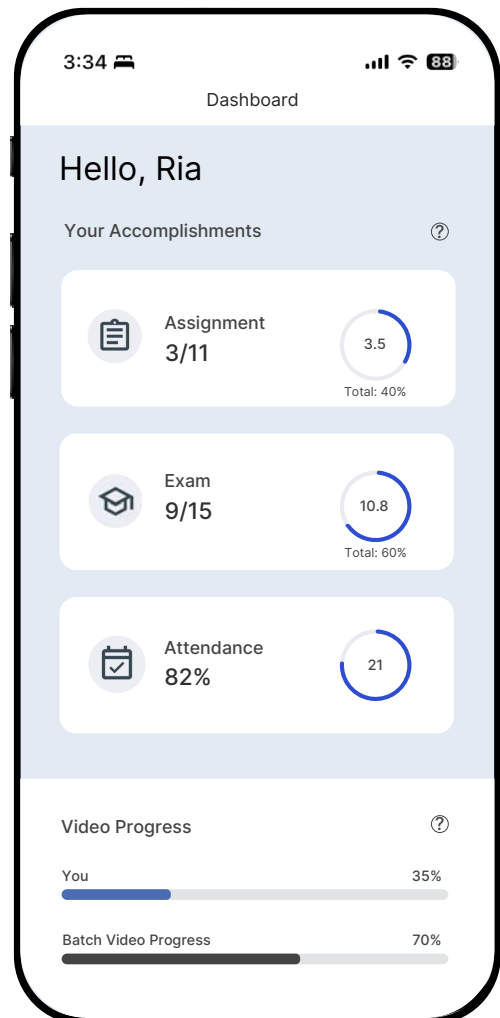 3:34
88
Dashboard
Hello, Ria
Your Accomplishments
?
Assignment
3/11
3.5
Total: 40%
Exam
9/15
10.8
Total: 60%
Attendance
82%
21
Video Progress
?
You 35%
Batch Video Progress 70%